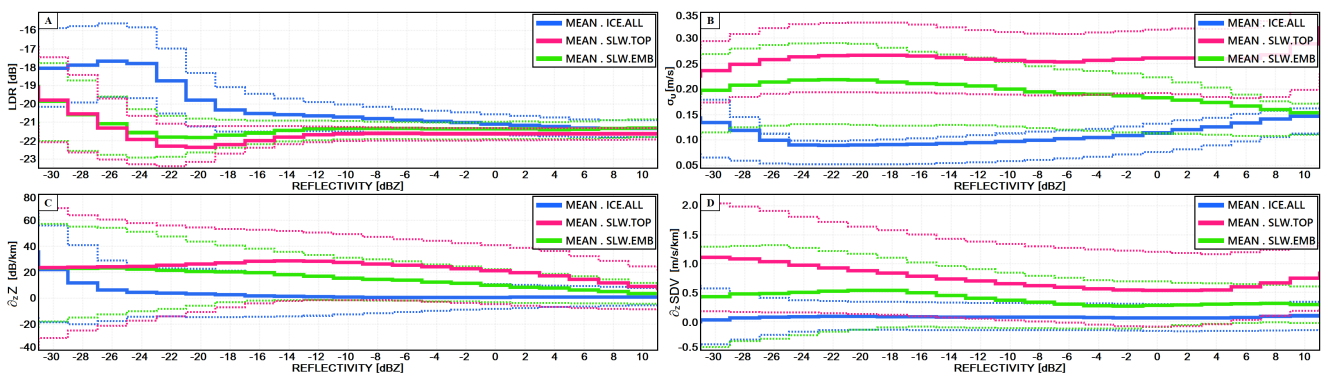 A
MEAN . ICE.ALL
MEAN . SLW.TOP
MEAN . SLW.EMB
LDR [dB]
-16
-17
-18
-19
-20
-21
-22
-23
-30 -28 -26 -24 -22 -20 -18 -16 -14 -12 -10 -8 -6 -4 -2 0 2 4 6 8 10
REFLECTIVITY [dBZ]
B
MEAN . ICE.ALL
MEAN . SLW.TOP
MEAN . SLW.EMB
σᵥ [m/s]
0.35
0.30
0.25
0.20
0.15
0.10
0.05
-30 -28 -26 -24 -22 -20 -18 -16 -14 -12 -10 -8 -6 -4 -2 0 2 4 6 8 10
REFLECTIVITY [dBZ]
C
MEAN . ICE.ALL
MEAN . SLW.TOP
MEAN . SLW.EMB
∂zZ [dB/km]
80
60
40
20
0
-20
-40
-30 -28 -26 -24 -22 -20 -18 -16 -14 -12 -10 -8 -6 -4 -2 0 2 4 6 8 10
REFLECTIVITY [dBZ]
D
MEAN . ICE.ALL
MEAN . SLW.TOP
MEAN . SLW.EMB
∂z SDV [m/s/km]
2.0
1.5
1.0
0.5
0.0
-0.5
-30 -28 -26 -24 -22 -20 -18 -16 -14 -12 -10 -8 -6 -4 -2 0 2 4 6 8 10
REFLECTIVITY [dBZ]